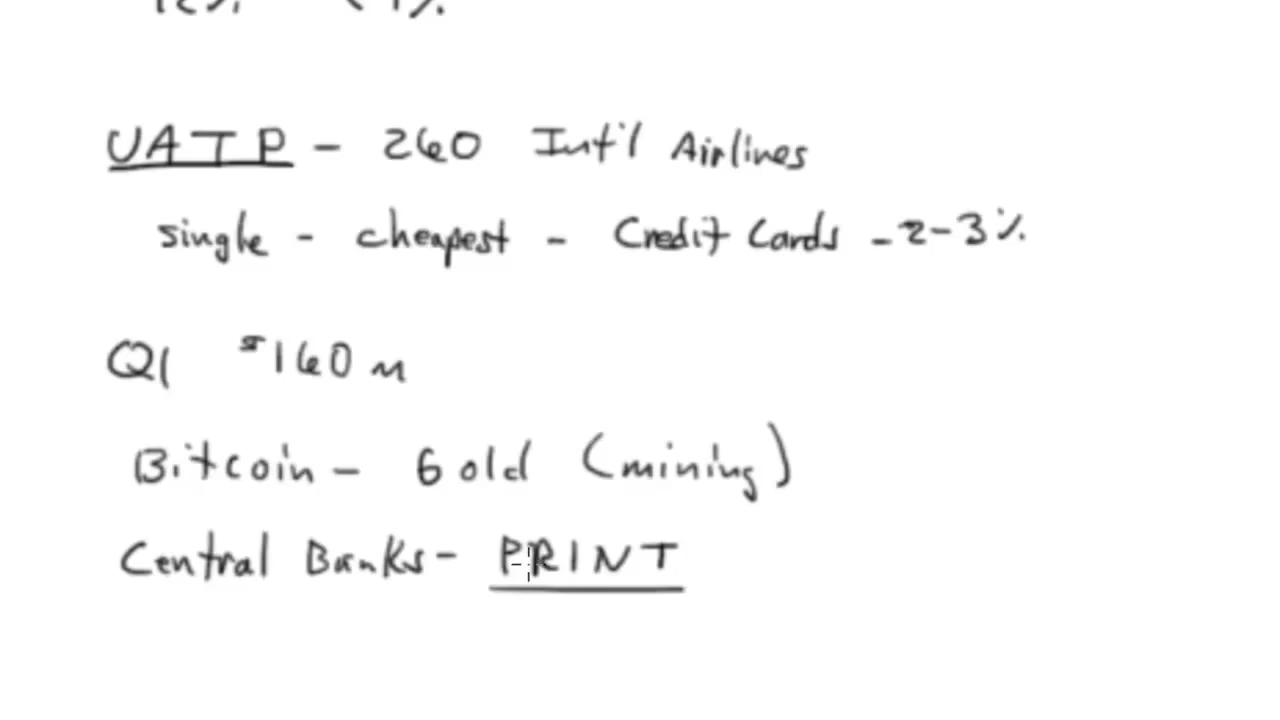 UATP - 260 Int'l Airlines
single - cheapest - Credit Cards - 2-3%
Q1 $160 m
Bitcoin - Gold (mining)
Central Banks - PRINT